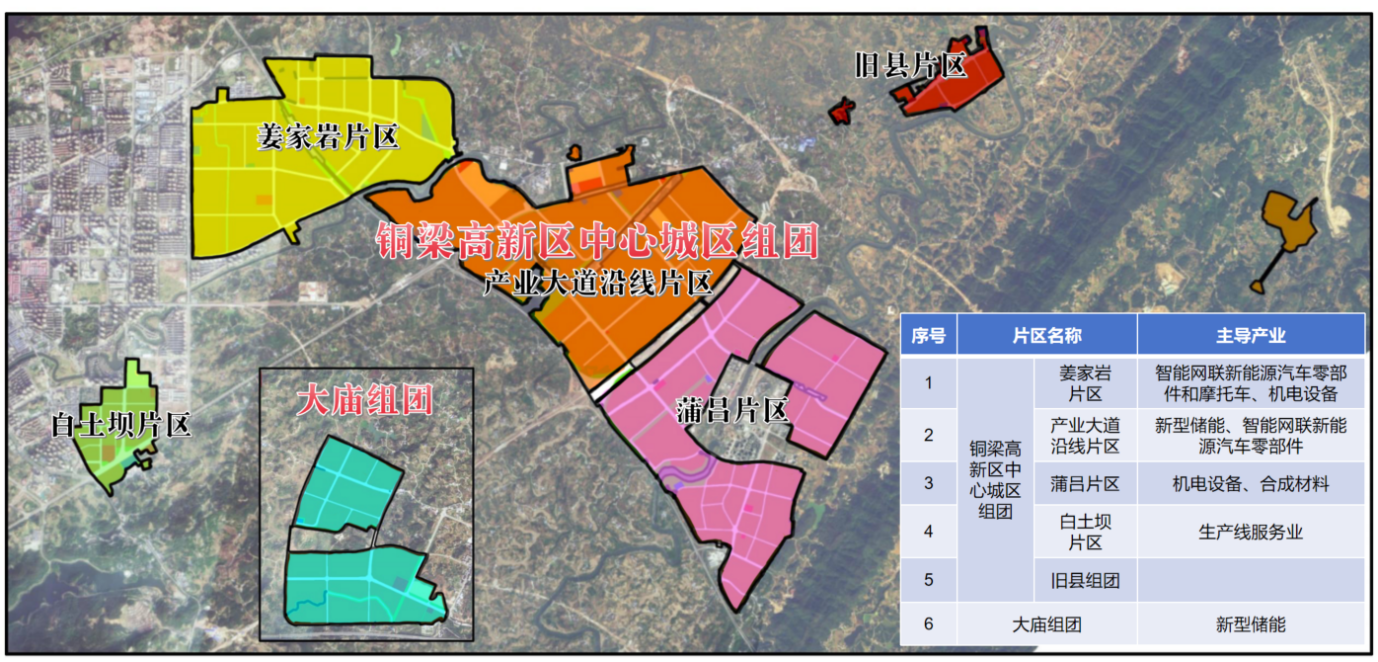 旧县片区
姜家岩片区
铜梁高新区中心城区组团
产业大道沿线片区
大庙组团
白土坝片区
蒲吕片区
序号 片区名称 主导产业
1 姜家岩
片区 智能网联新能源汽车零部
件和摩托车、机电设备
2 产业大道
沿线片区 新型储能、智能网联新能
源汽车零部件
铜梁高
新区中
心城区
组团
3 蒲吕片区 机电设备、合成材料
4 白土坝
片区 生产线服务业
5 旧县组团
6 大庙组团 新型储能